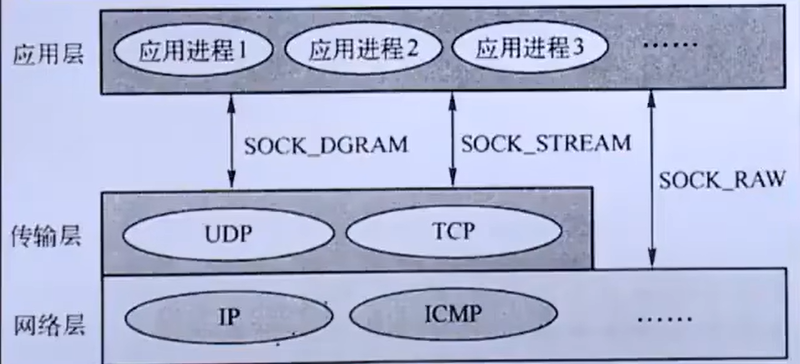 应用层 应用进程1 应用进程2 应用进程3 ……
SOCK_DGRAM SOCK_STREAM
SOCK_RAW
传输层 UDP TCP
网络层 IP ICMP ……